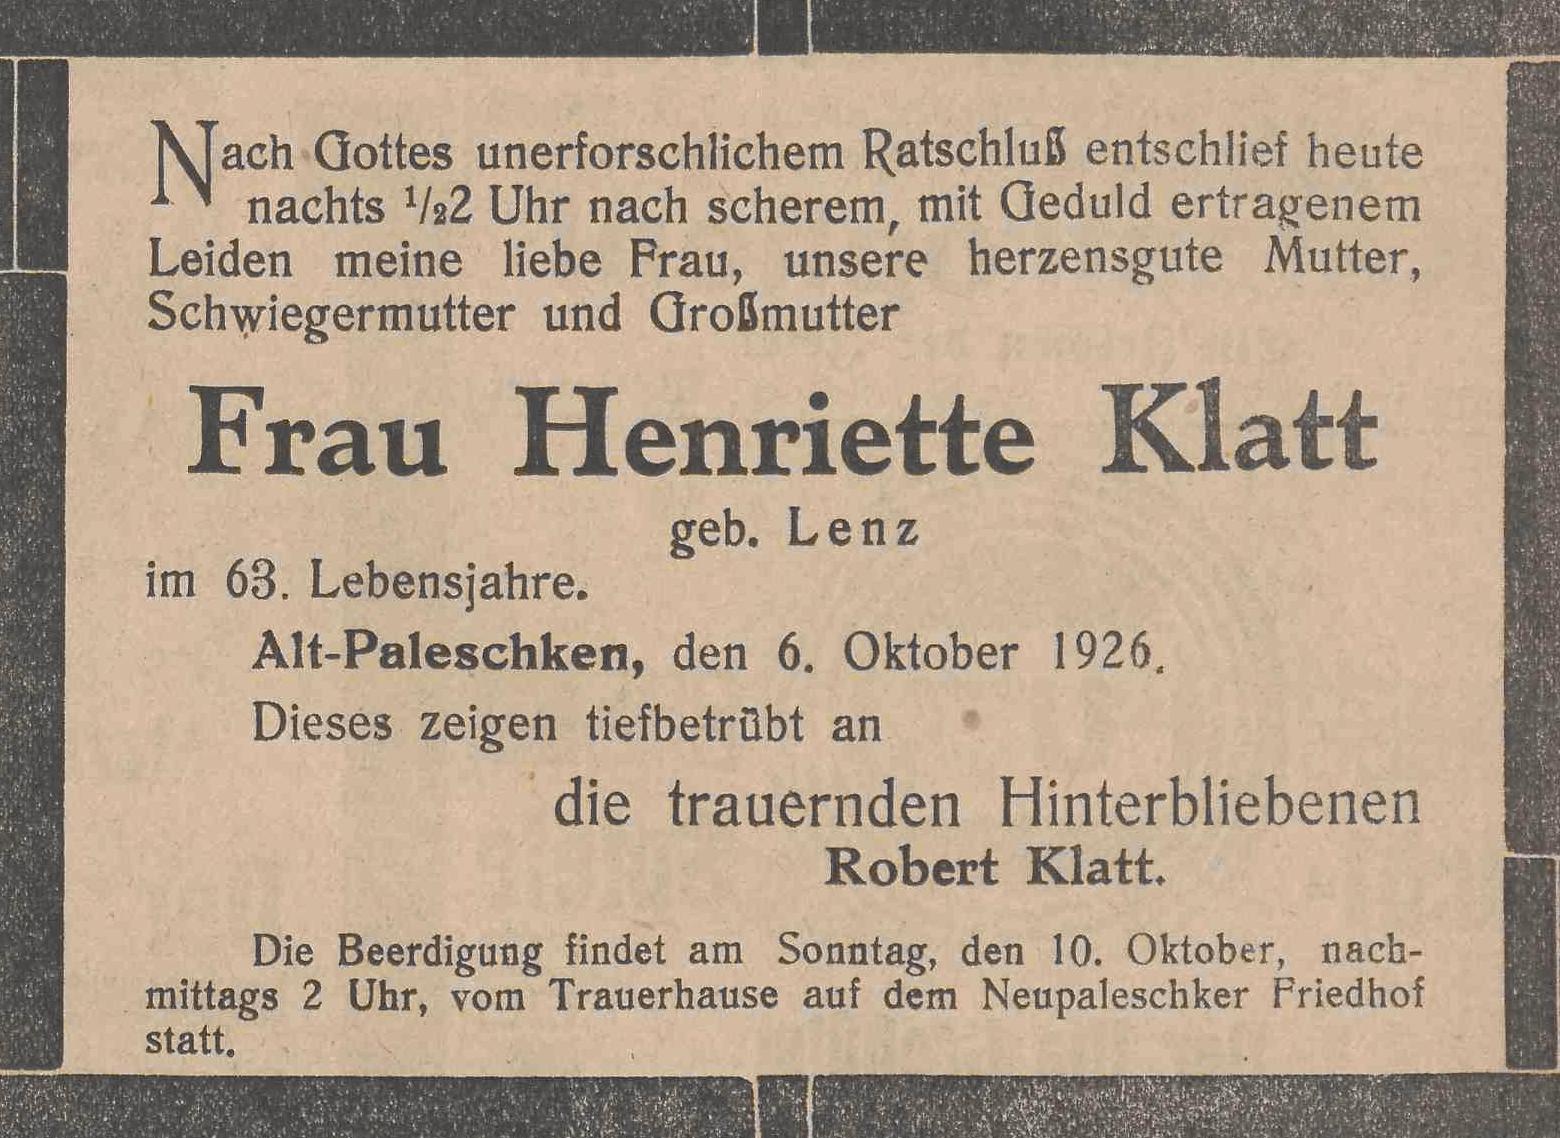 Nach Gottes unerforschlichem Ratschluß entschlief heute
nachts ½2 Uhr nach scherem, mit Geduld ertragenem
Leiden meine liebe Frau, unsere herzensgute Mutter,
Schwiegermutter und Großmutter
Frau Henriette Klatt
geb. Lenz
im 63. Lebensjahre.
Alt-Paleschken, den 6. Oktober 1926.
Dieses zeigen tiefbetrübt an
die trauernden Hinterbliebenen
Robert Klatt.
Die Beerdigung findet am Sonntag, den 10. Oktober, nach-
mittags 2 Uhr, vom Trauerhause auf dem Neupaleschker Friedhof
statt.